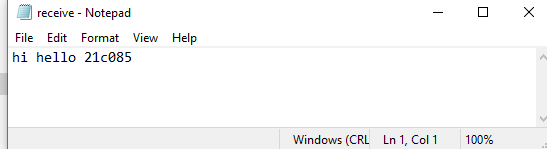 receive - Notepad
File Edit Format View Help
hi hello 21c085
Windows (CRL Ln 1, Col 1 100%